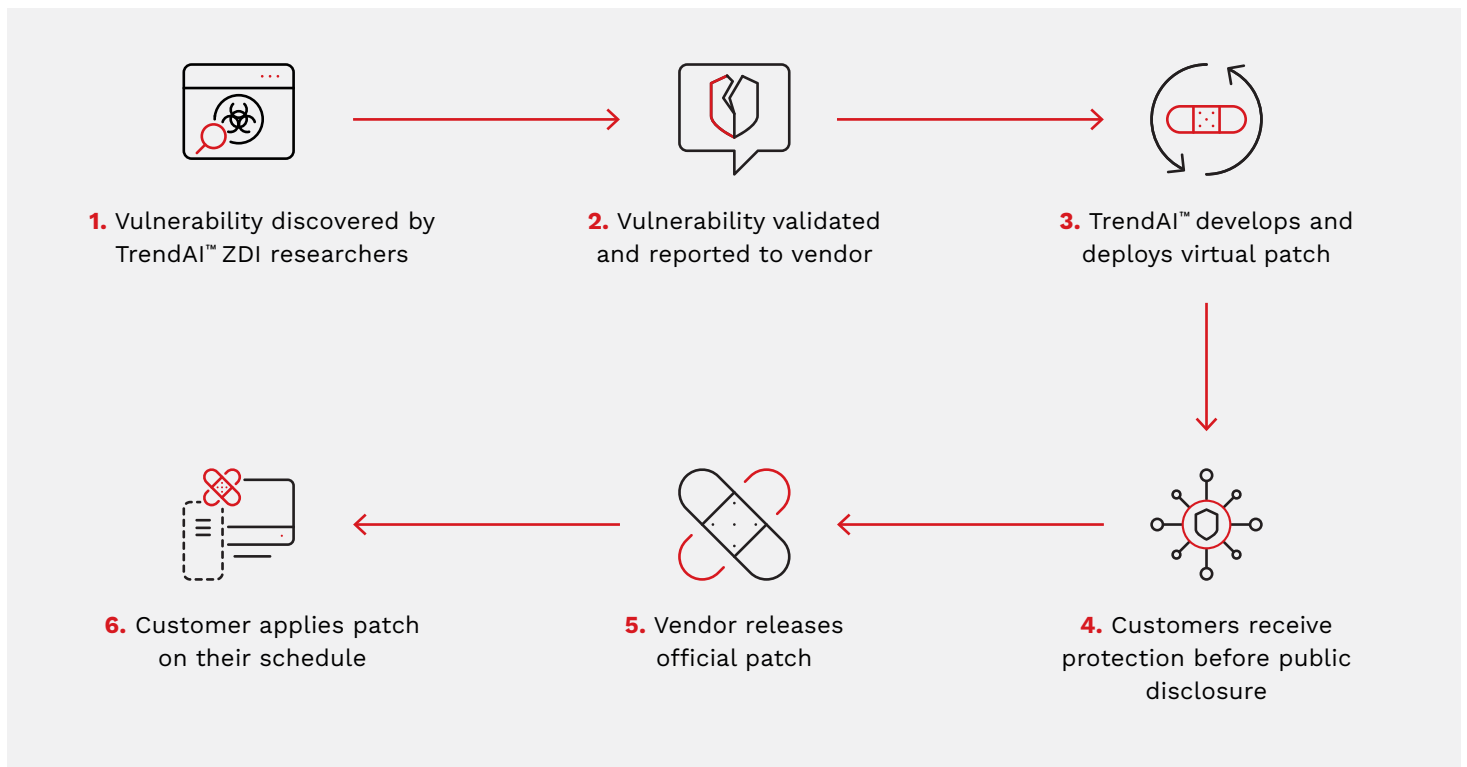 1. Vulnerability discovered by
TrendAI™ ZDI researchers
2. Vulnerability validated
and reported to vendor
3. TrendAI™ develops and
deploys virtual patch
4. Customers receive
protection before public
disclosure
5. Vendor releases
official patch
6. Customer applies patch
on their schedule